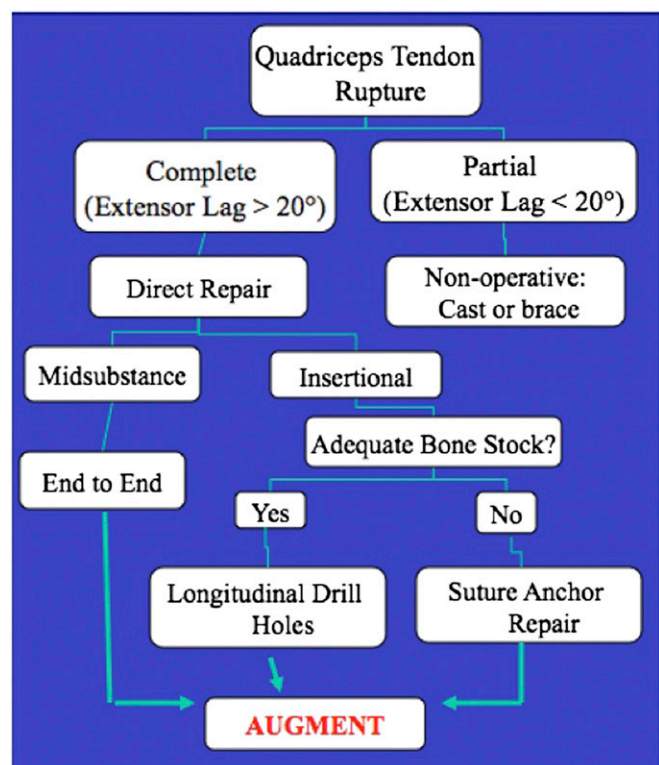 Quadriceps Tendon
Rupture
Complete
(Extensor Lag > 20°)
Partial
(Extensor Lag < 20°)
Direct Repair
Non-operative:
Cast or brace
Midsubstance
Insertional
Adequate Bone Stock?
End to End
Yes
No
Longitudinal Drill
Holes
Suture Anchor
Repair
AUGMENT